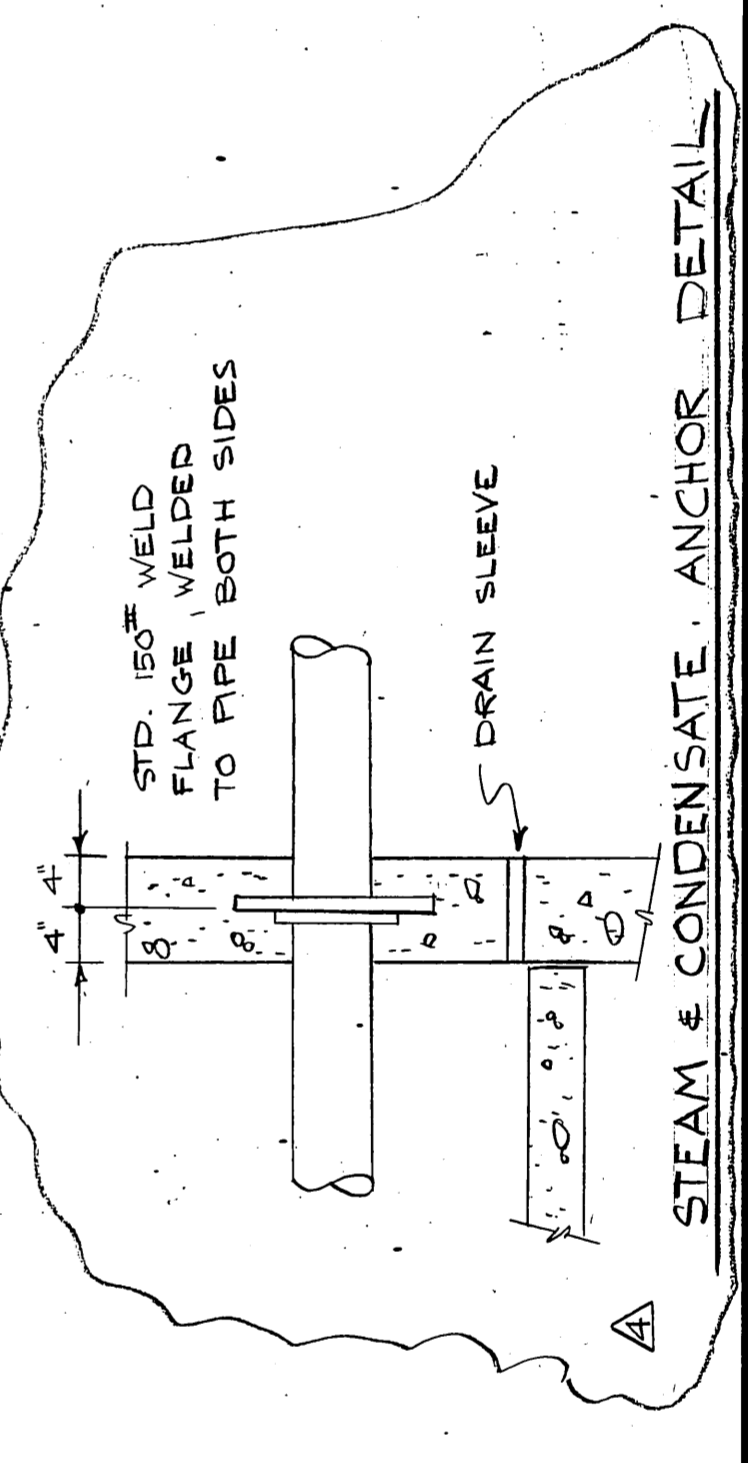 4" 4"
STD. 150# WELD
FLANGE, WELDED
TO PIPE BOTH SIDES
DRAIN SLEEVE
4
STEAM & CONDENSATE. ANCHOR DETAIL